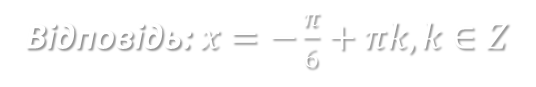 Відповідь: x = −π/6 + πk, k ∈ Z